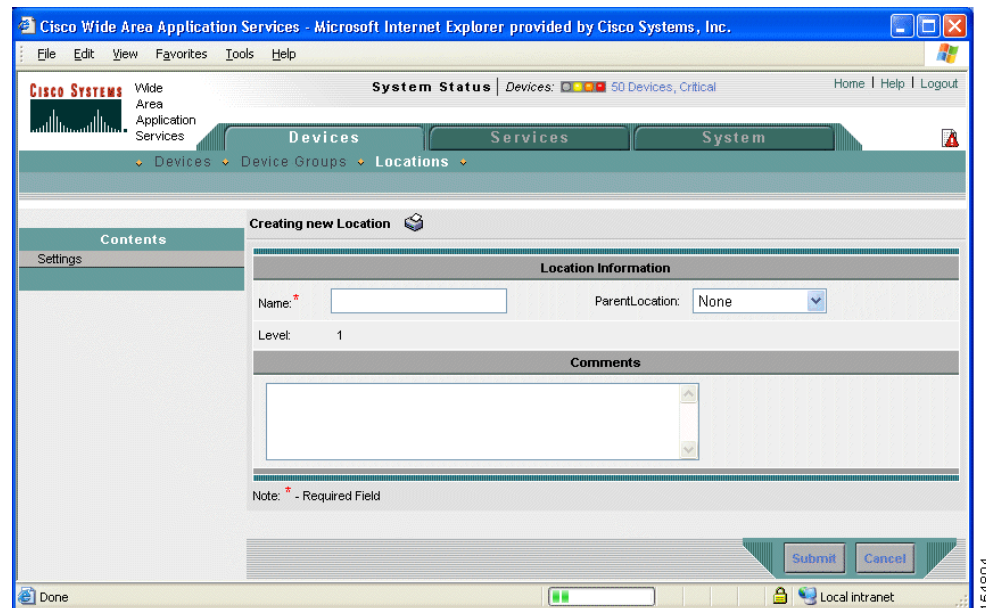 Cisco Wide Area Application Services - Microsoft Internet Explorer provided by Cisco Systems, Inc.
File Edit View Favorites Tools Help
CISCO SYSTEMS
Wide
Area
Application
Services
System Status | Devices: 50 Devices, Critical
Home | Help | Logout
Devices Services System
Devices Device Groups Locations
Contents
Settings
Creating new Location
Location Information
Name:* ParentLocation: None
Level: 1
Comments
Note: * - Required Field
Submit Cancel
Done Local intranet
154894